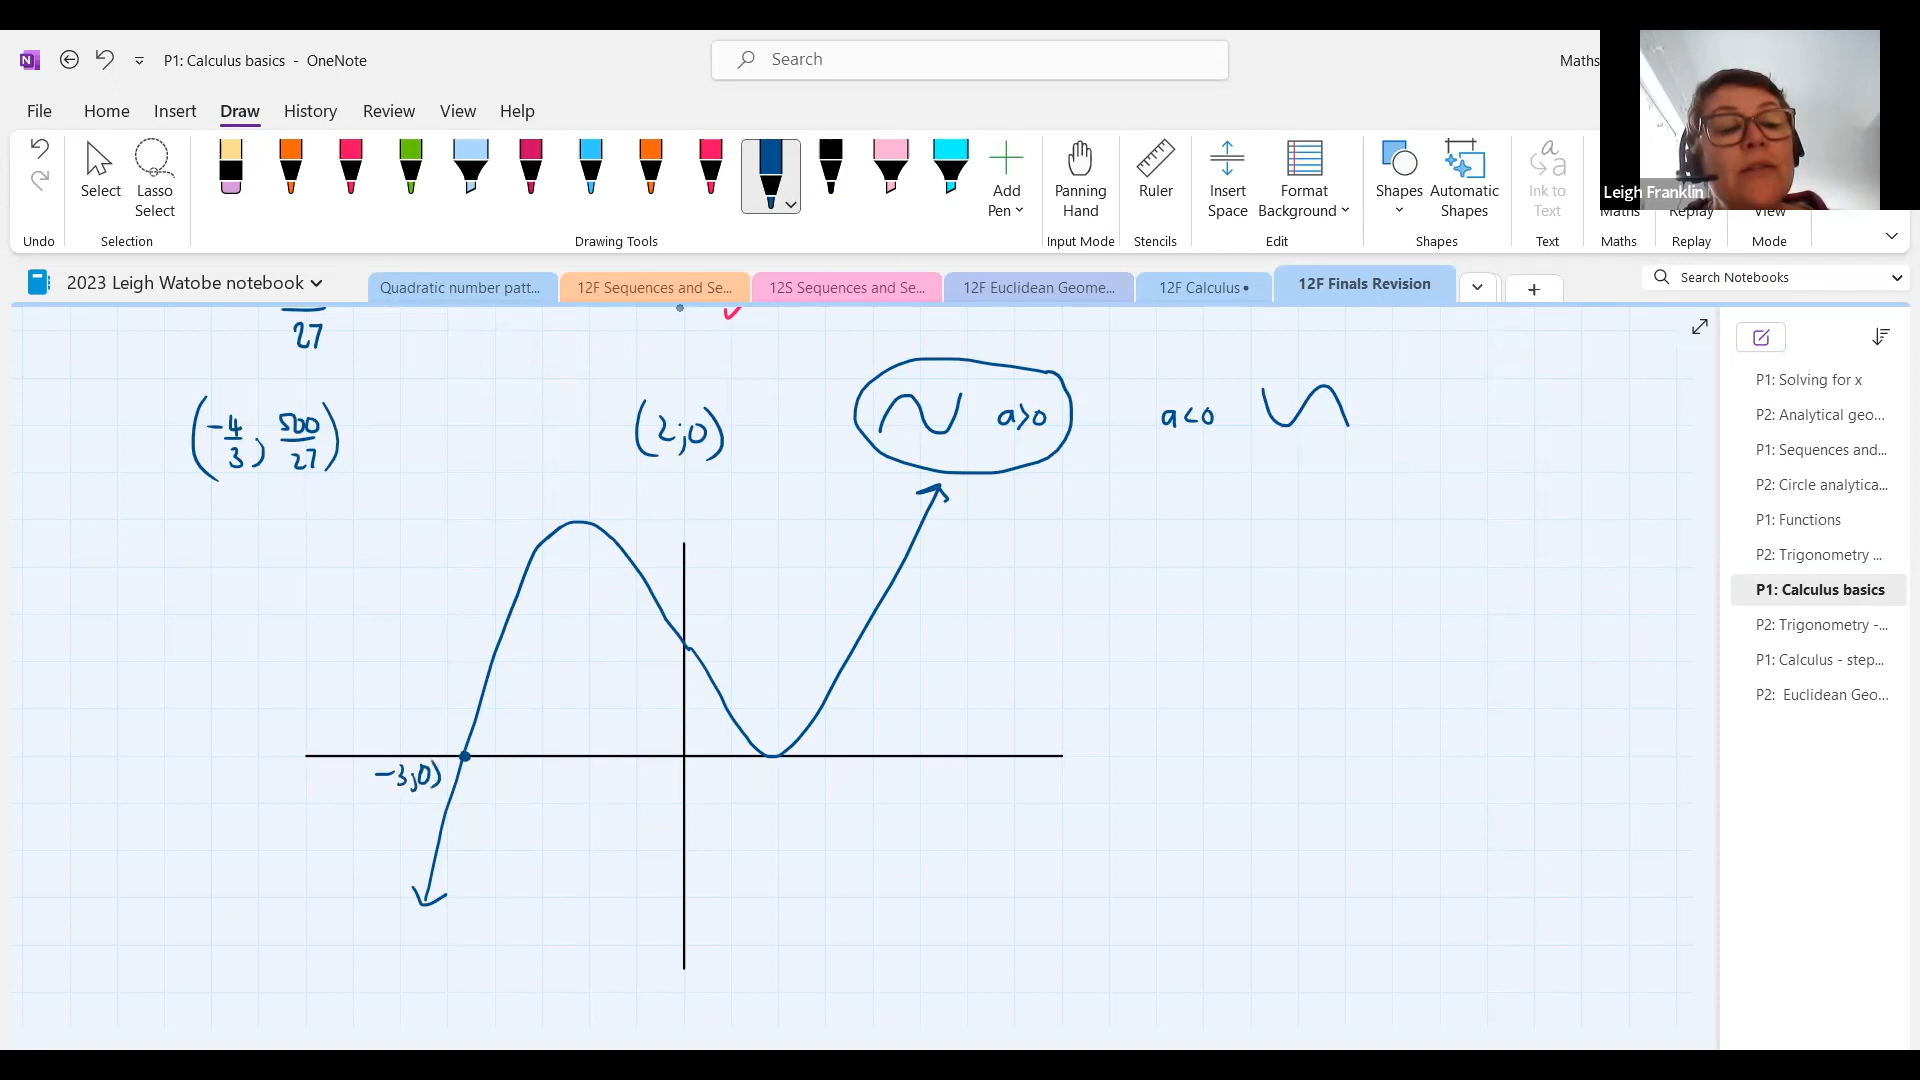 P1: Calculus basics - OneNote
Search
Maths
File Home Insert Draw History Review View Help
Select
Lasso Select
Add Pen
Panning Hand
Ruler
Insert Space
Format Background
Shapes
Automatic Shapes
Ink to Text
Maths
Replay
View
Leigh Franklin
Undo
Selection
Drawing Tools
Input Mode
Stencils
Edit
Shapes
Text
Maths
Replay
Mode
2023 Leigh Watobe notebook
Quadratic number patt...
12F Sequences and Se...
12S Sequences and Se...
12F Euclidean Geome...
12F Calculus
12F Finals Revision
+
Search Notebooks
27
(-4/3; 500/27)
(2;0)
a>0
a<0
-3;0)
P1: Solving for x
P2: Analytical geo...
P1: Sequences and...
P2: Circle analytica...
P1: Functions
P2: Trigonometry ...
P1: Calculus basics
P2: Trigonometry -...
P1: Calculus - step...
P2: Euclidean Geo...